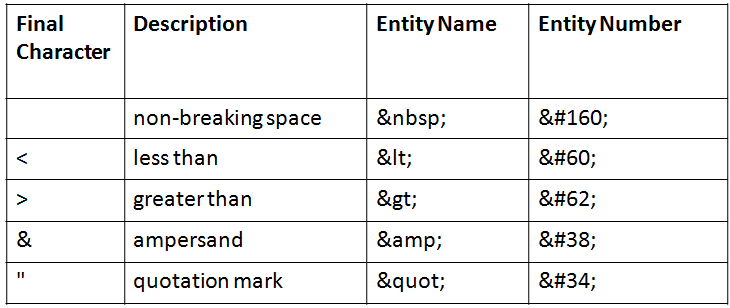 Final Character Description Entity Name Entity Number
non-breaking space &nbsp; &#160;
< less than &lt; &#60;
> greater than &gt; &#62;
& ampersand &amp; &#38;
" quotation mark &quot; &#34;